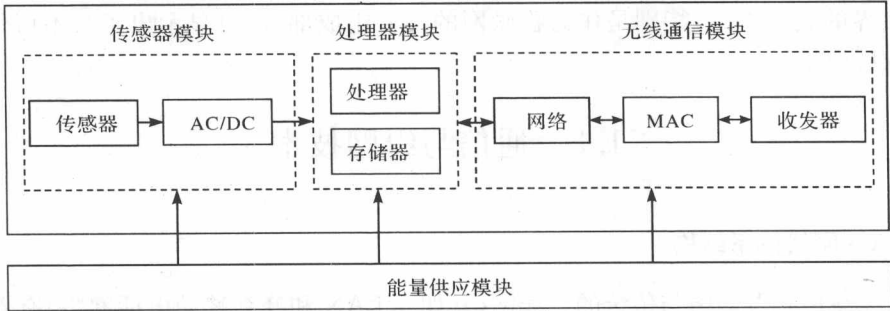 传感器模块
处理器模块
无线通信模块
传感器
AC/DC
处理器
存储器
网络
MAC
收发器
能量供应模块